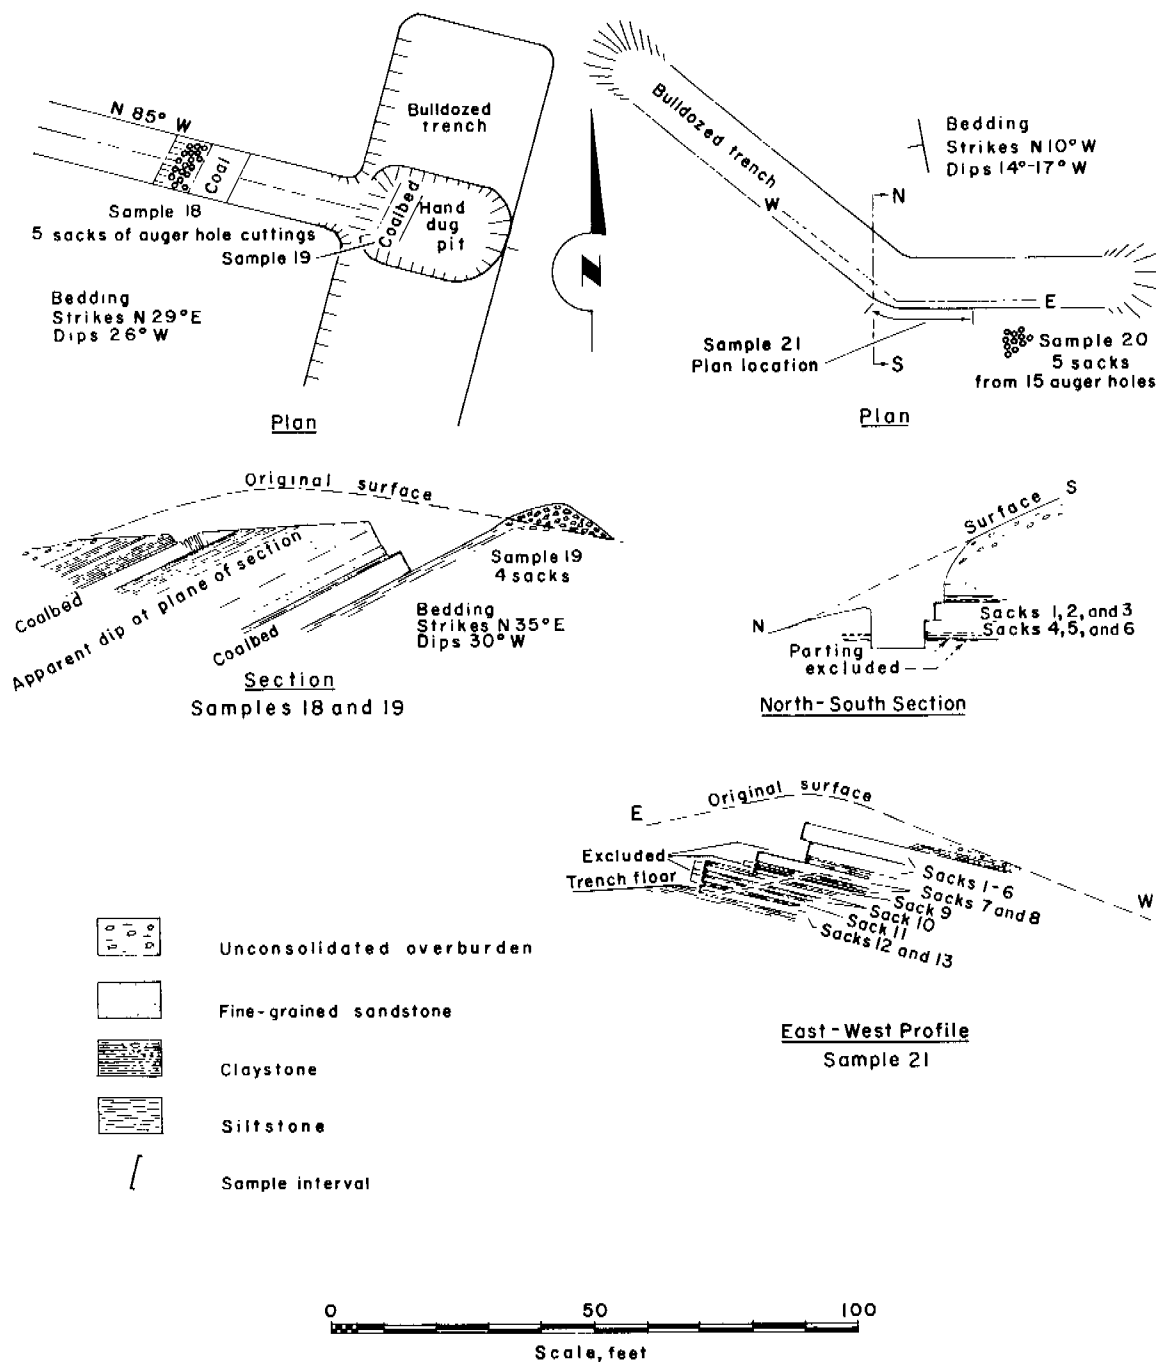 N 85° W
Coal
Sample 18
5 sacks of auger hole cuttings
Sample 19
Bedding
Strikes N 29° E
Dips 26° W
Bulldozed
trench
Coalbed
Hand
dug
pit
Plan
N
Bulldozed trench
W
E
N
S
Bedding
Strikes N 10° W
Dips 14°-17° W
Sample 21
Plan location
Sample 20
5 sacks
from 15 auger holes
Plan
Original surface
Coalbed
Apparent dip at plane of section
Coalbed
Sample 19
4 sacks
Bedding
Strikes N 35° E
Dips 30° W
Section
Samples 18 and 19
Surface
S
N
Sacks 1, 2, and 3
Sacks 4, 5, and 6
Parting
excluded
North-South Section
E
Original surface
W
Excluded
Trench floor
Sacks 1-6
Sacks 7 and 8
Sack 9
Sack 10
Sack 11
Sacks 12 and 13
East-West Profile
Sample 21
Unconsolidated overburden
Fine-grained sandstone
Claystone
Siltstone
Sample interval
0 50 100
Scale, feet